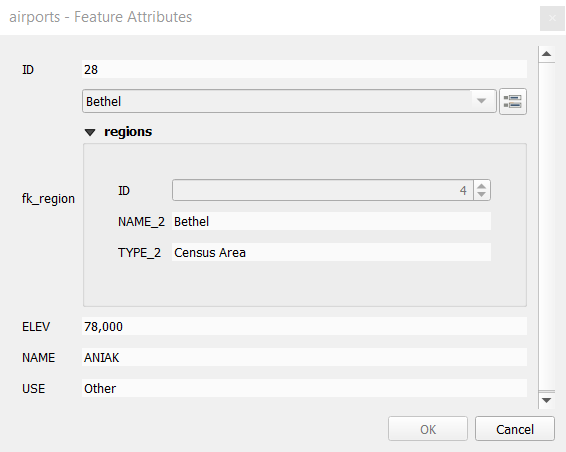 airports - Feature Attributes
ID 28
Bethel
regions
fk_region
ID 4
NAME_2 Bethel
TYPE_2 Census Area
ELEV 78,000
NAME ANIAK
USE Other
OK Cancel